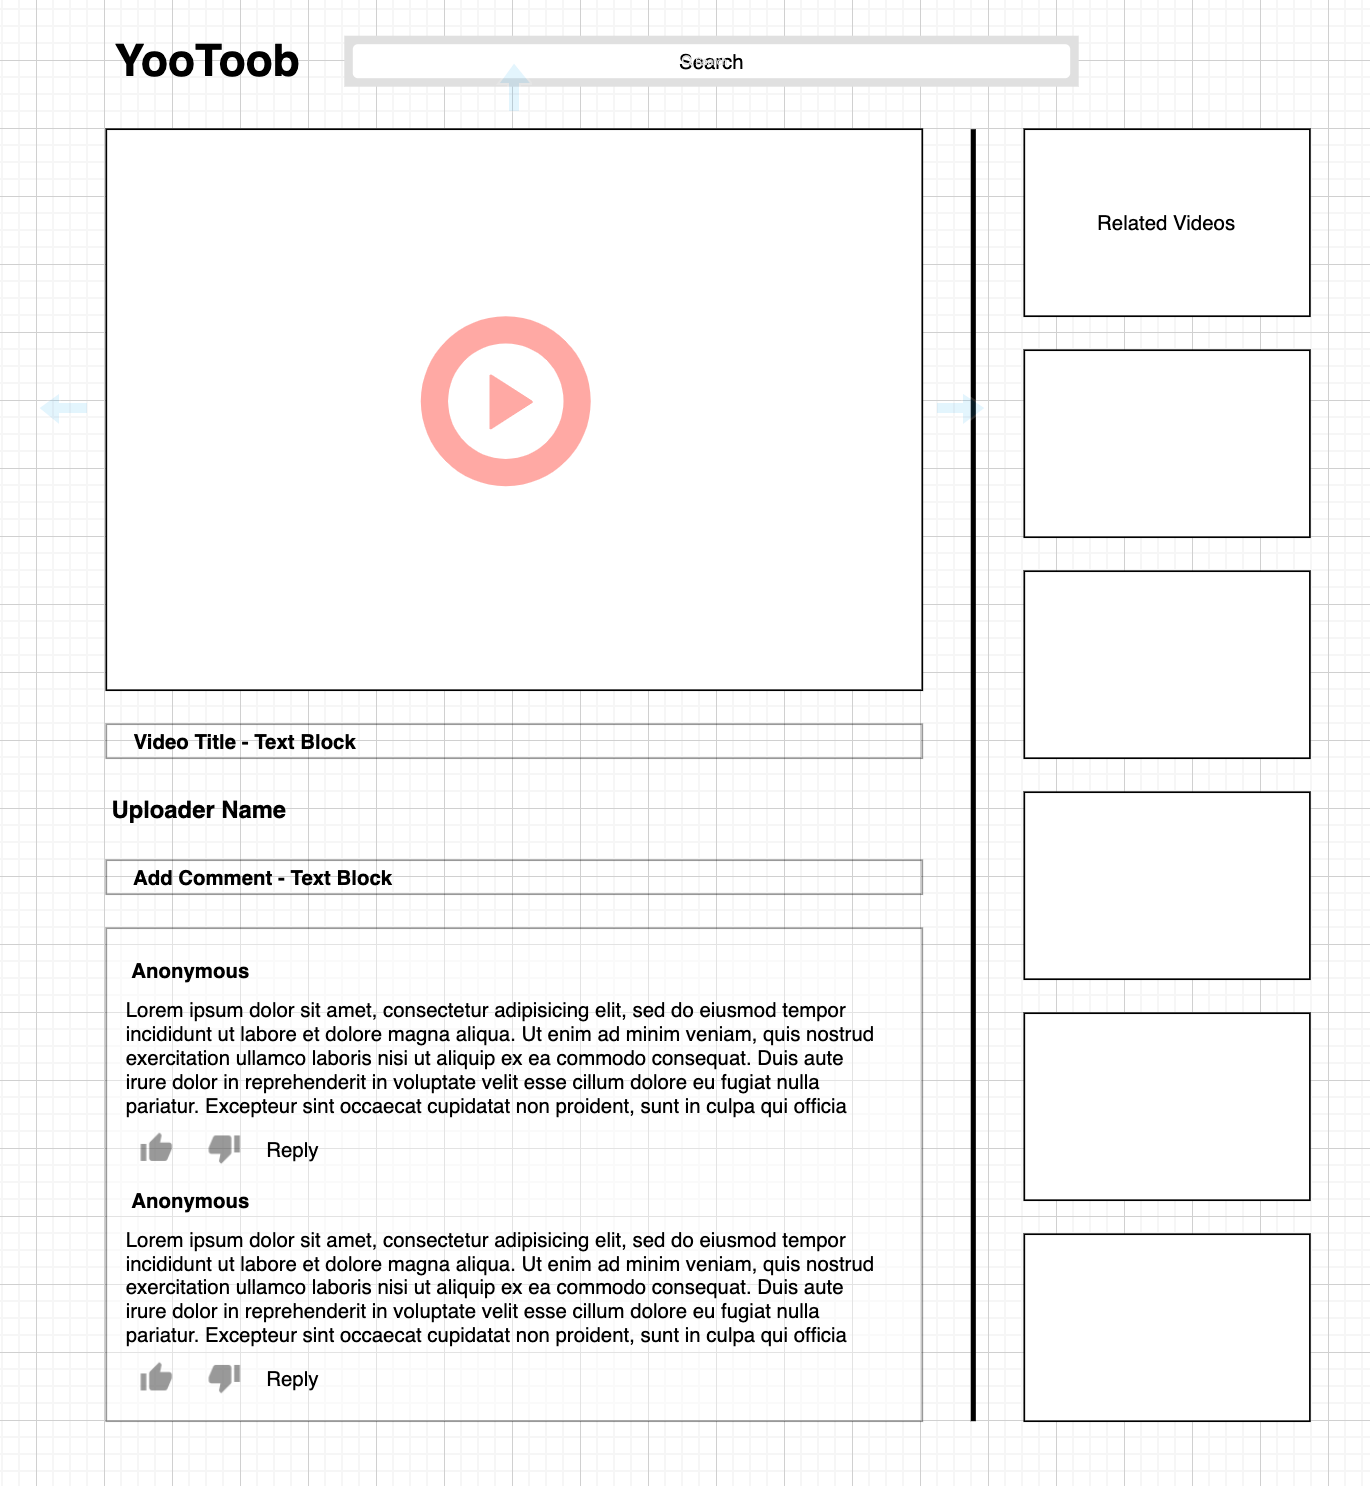 YooToob
Search
Related Videos
Video Title - Text Block
Uploader Name
Add Comment - Text Block
Anonymous
Lorem ipsum dolor sit amet, consectetur adipisicing elit, sed do eiusmod tempor
incididunt ut labore et dolore magna aliqua. Ut enim ad minim veniam, quis nostrud
exercitation ullamco laboris nisi ut aliquip ex ea commodo consequat. Duis aute
irure dolor in reprehenderit in voluptate velit esse cillum dolore eu fugiat nulla
pariatur. Excepteur sint occaecat cupidatat non proident, sunt in culpa qui officia
Reply
Anonymous
Lorem ipsum dolor sit amet, consectetur adipisicing elit, sed do eiusmod tempor
incididunt ut labore et dolore magna aliqua. Ut enim ad minim veniam, quis nostrud
exercitation ullamco laboris nisi ut aliquip ex ea commodo consequat. Duis aute
irure dolor in reprehenderit in voluptate velit esse cillum dolore eu fugiat nulla
pariatur. Excepteur sint occaecat cupidatat non proident, sunt in culpa qui officia
Reply